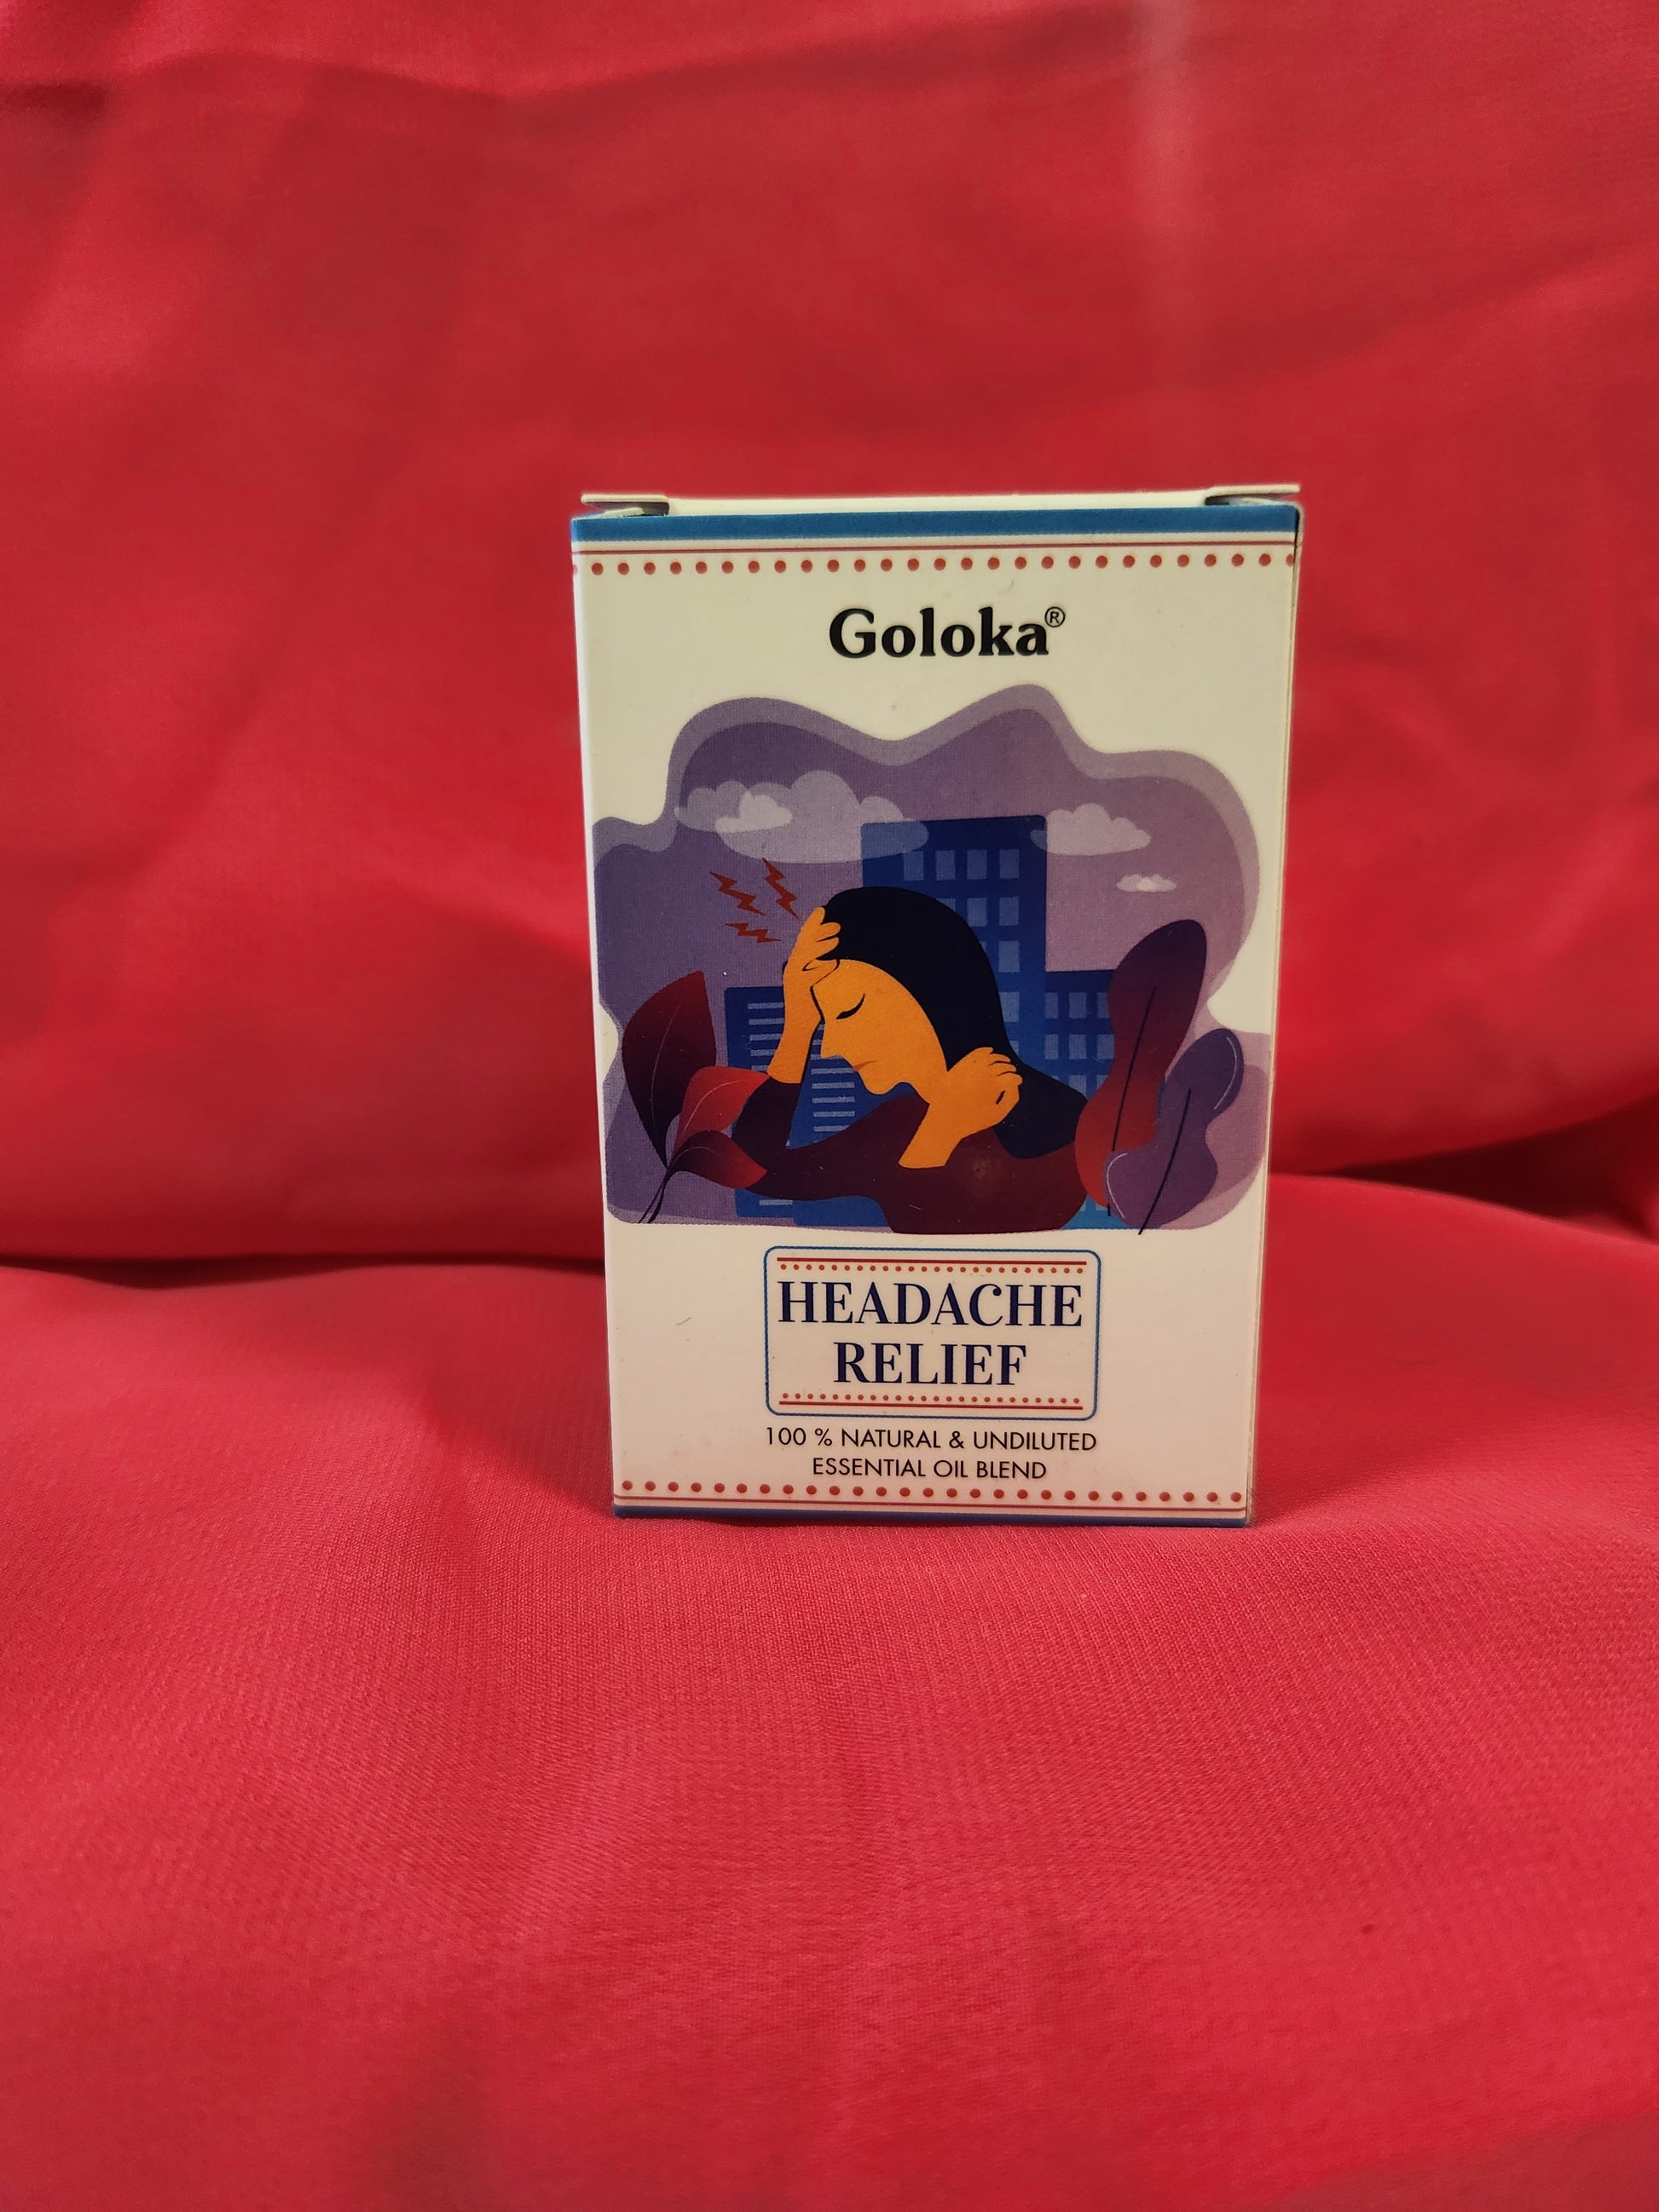 Goloka®
HEADACHE
RELIEF
100 % NATURAL & UNDILUTED
ESSENTIAL OIL BLEND